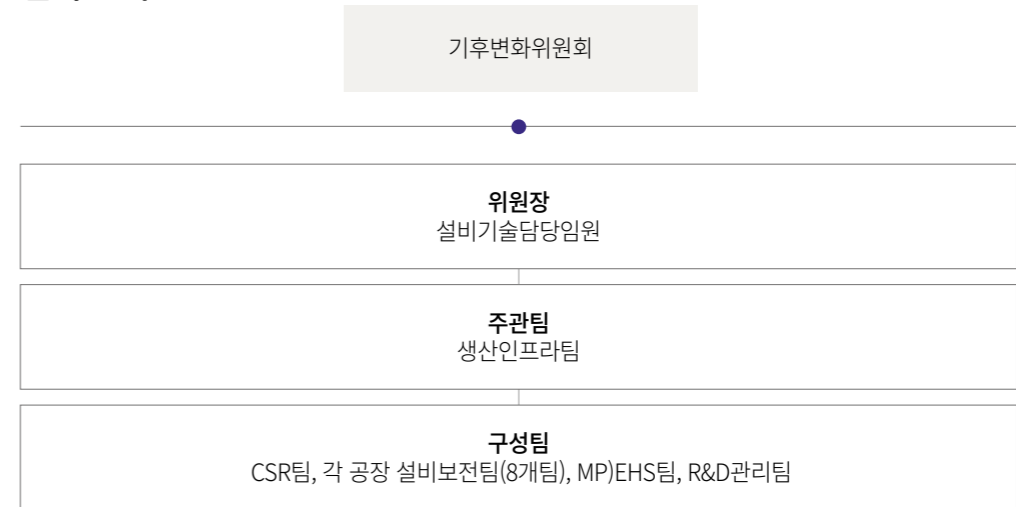 기후변화위원회
위원장
설비기술담당임원
주관팀
생산인프라팀
구성팀
CSR팀, 각 공장 설비보전팀(8개팀), MP)EHS팀, R&D관리팀